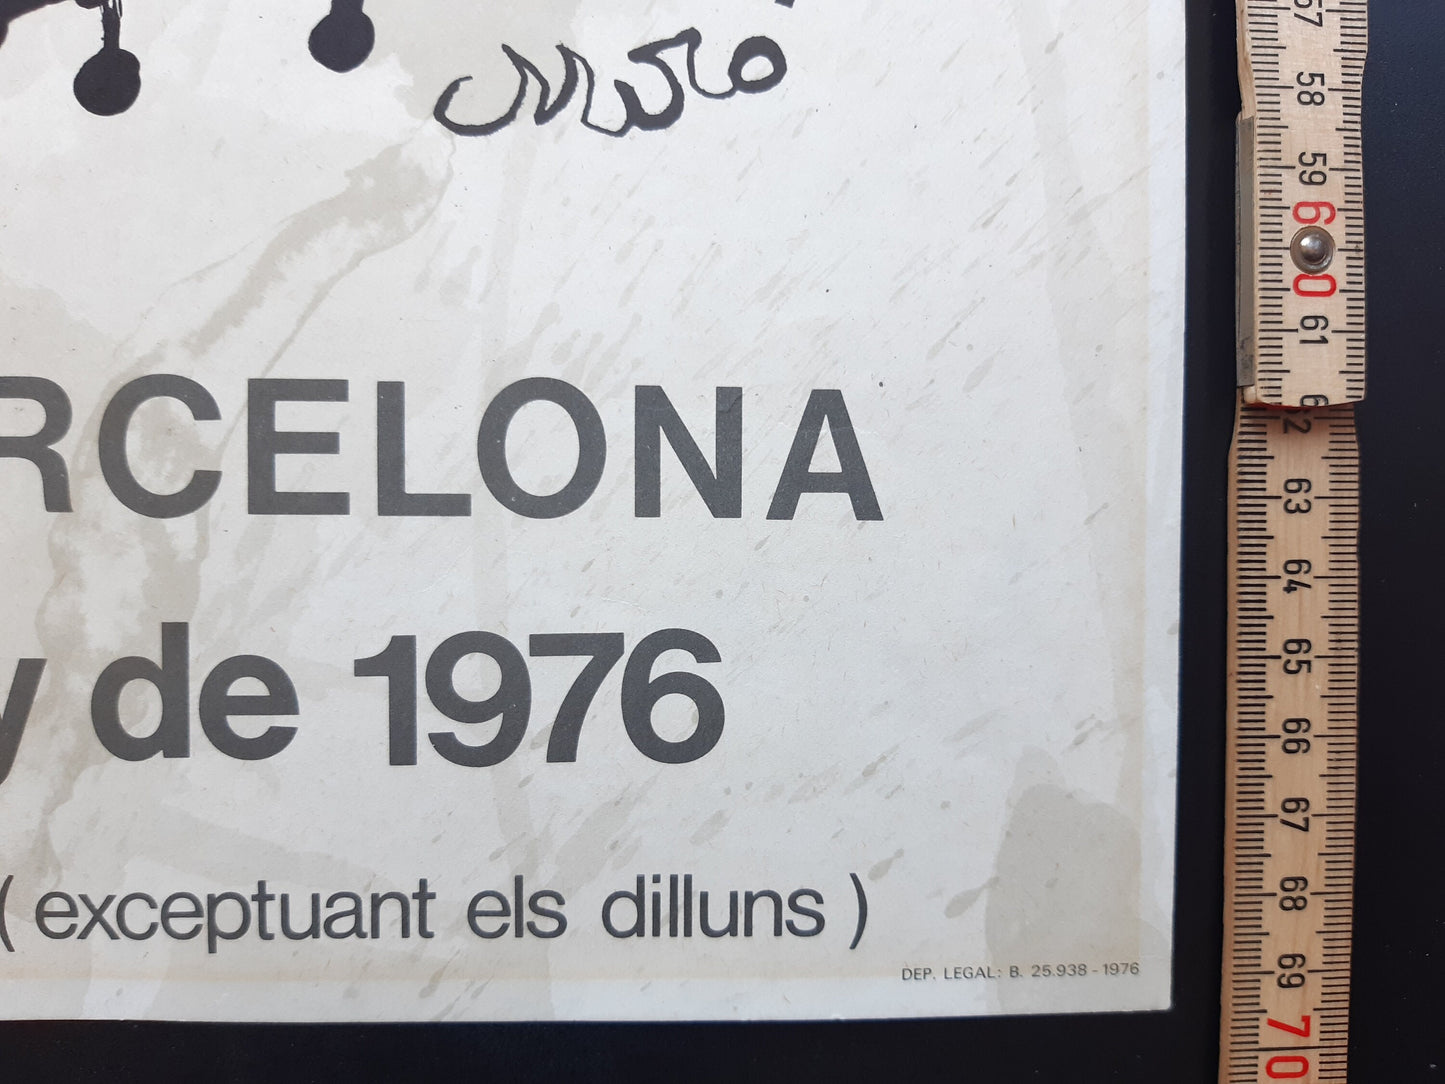 Miró
RCELONA
y de 1976
(exceptuant els dilluns)
DEP. LEGAL: B. 25.938 - 1976
57
58
59
60
61
62
63
64
65
66
67
68
69
70